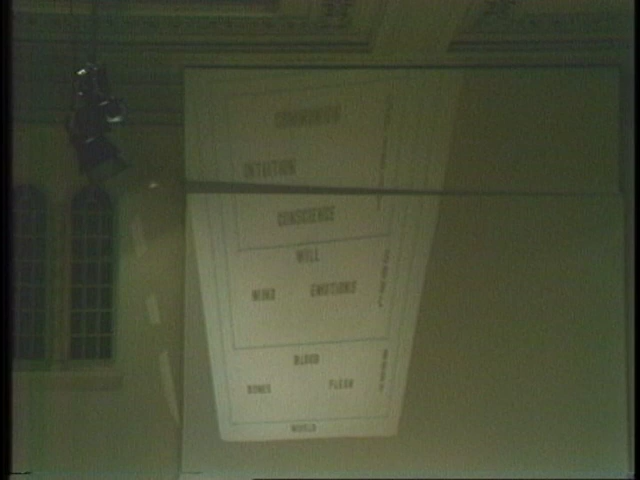 COMMUNION
INTUITION
CONSCIENCE
WILL
MIND EMOTIONS
BLOOD
BONES FLESH
WORLD